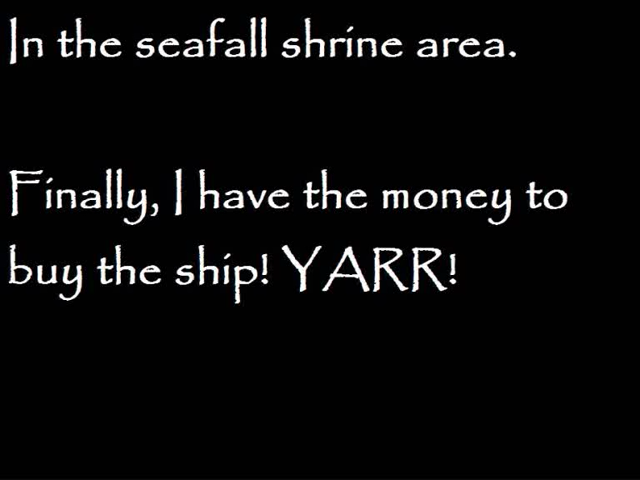 In the seafall shrine area.
Finally, I have the money to
buy the ship! YARR!